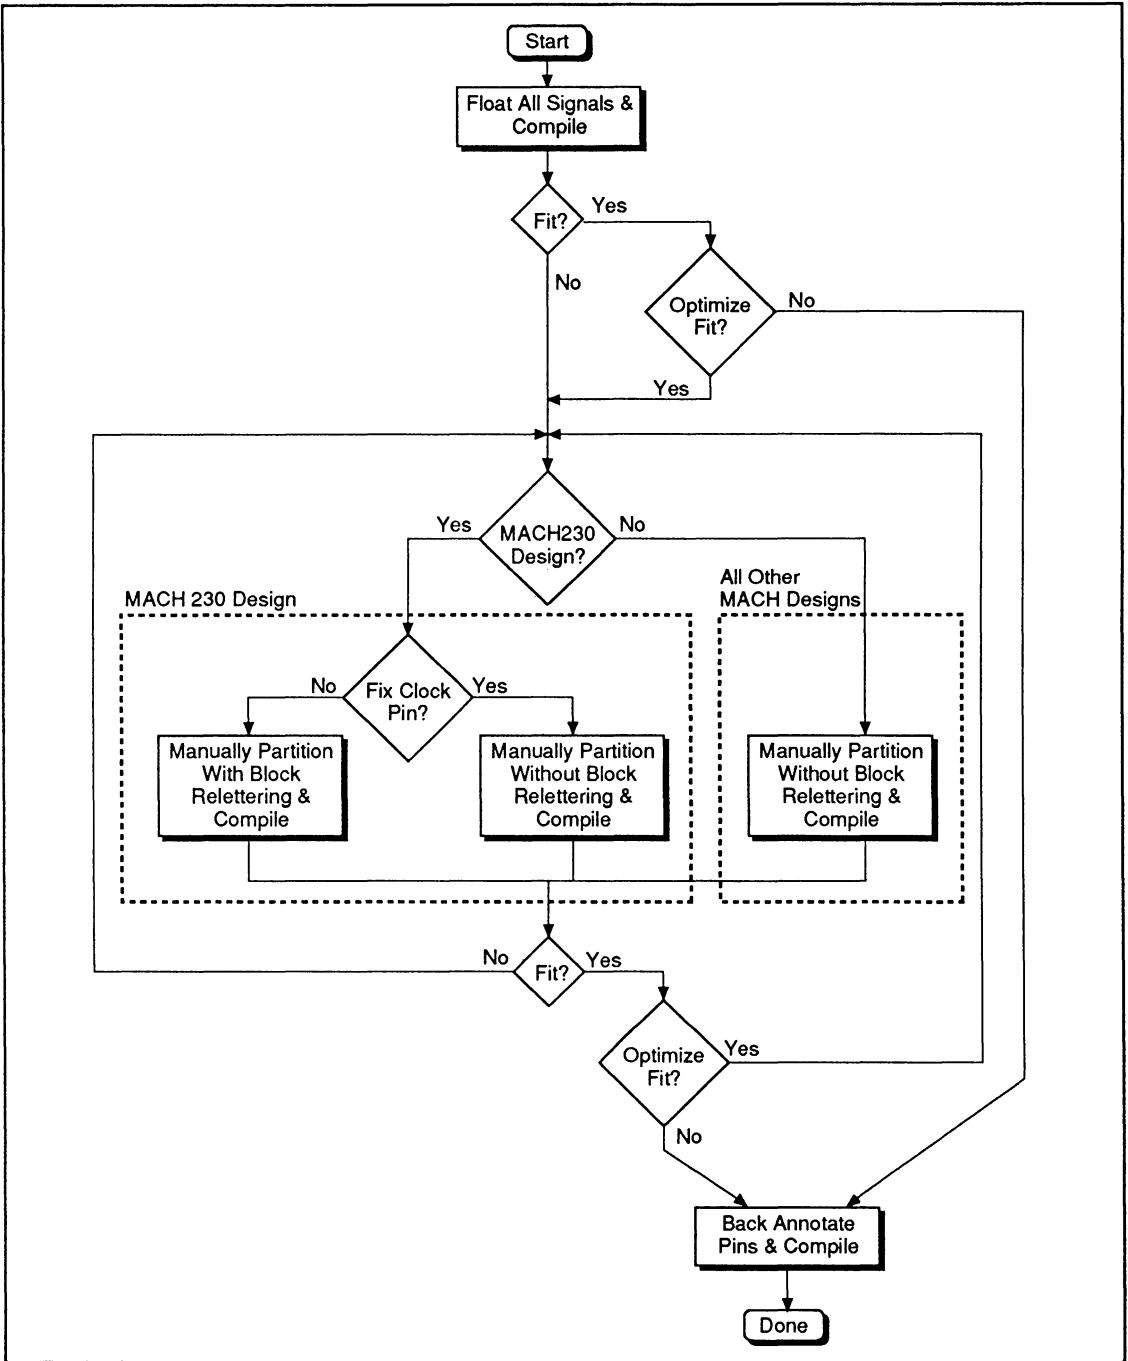 Start
Float All Signals &
Compile
Fit?
Yes
No
Optimize
Fit?
No
Yes
MACH230
Design?
Yes
No
MACH 230 Design
All Other
MACH Designs
Fix Clock
Pin?
No
Yes
Manually Partition
With Block
Relettering &
Compile
Manually Partition
Without Block
Relettering &
Compile
Manually Partition
Without Block
Relettering &
Compile
No
Fit?
Yes
Optimize
Fit?
Yes
No
Back Annotate
Pins & Compile
Done